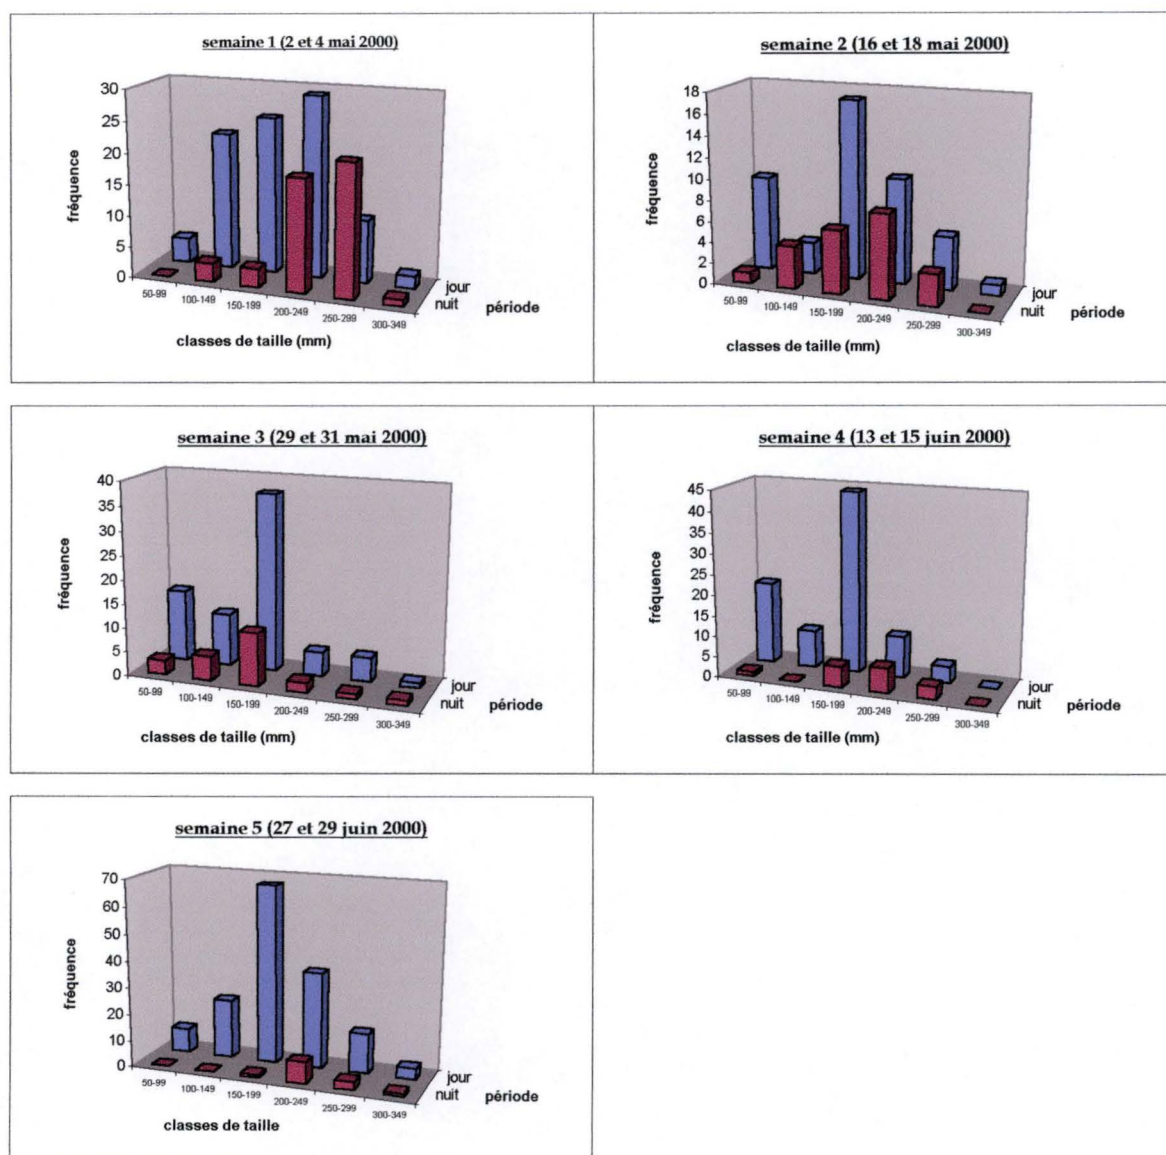 semaine 1 (2 et 4 mai 2000)
30
25
20
15
10
5
0
fréquence
50-99
100-149
150-199
200-249
250-299
300-349
jour
nuit
période
classes de taille (mm)
semaine 2 (16 et 18 mai 2000)
18
16
14
12
10
8
6
4
2
0
fréquence
50-99
100-149
150-199
200-249
250-299
300-349
jour
nuit
période
classes de taille (mm)
semaine 3 (29 et 31 mai 2000)
40
35
30
25
20
15
10
5
0
fréquence
50-99
100-149
150-199
200-249
250-299
300-349
jour
nuit
période
classes de taille (mm)
semaine 4 (13 et 15 juin 2000)
45
40
35
30
25
20
15
10
5
0
fréquence
50-99
100-149
150-199
200-249
250-299
300-349
jour
nuit
période
classes de taille (mm)
semaine 5 (27 et 29 juin 2000)
70
60
50
40
30
20
10
0
fréquence
50-99
100-149
150-199
200-249
250-299
300-349
jour
nuit
période
classes de taille